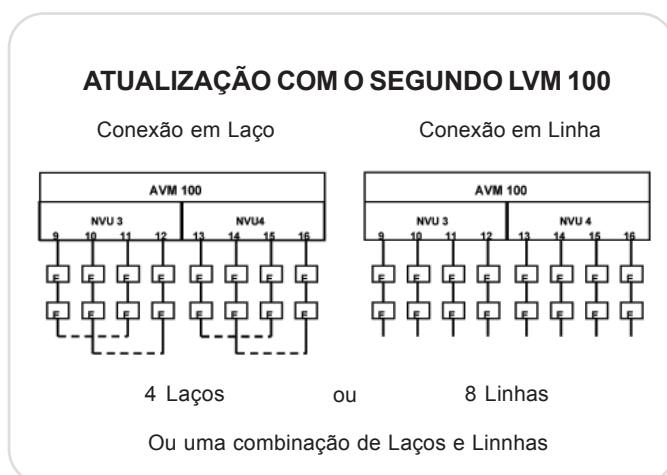 ATUALIZAÇÃO COM O SEGUNDO LVM 100
Conexão em Laço Conexão em Linha
AVM 100 AVM 100
NVU 3 NVU4 NVU 3 NVU 4
9 10 11 12 13 14 15 16 9 10 11 12 13 14 15 16
E E E E E E E E E E E E E E E E
E E E E E E E E E E E E E E E E
4 Laços ou 8 Linhas
Ou uma combinação de Laços e Linnhas